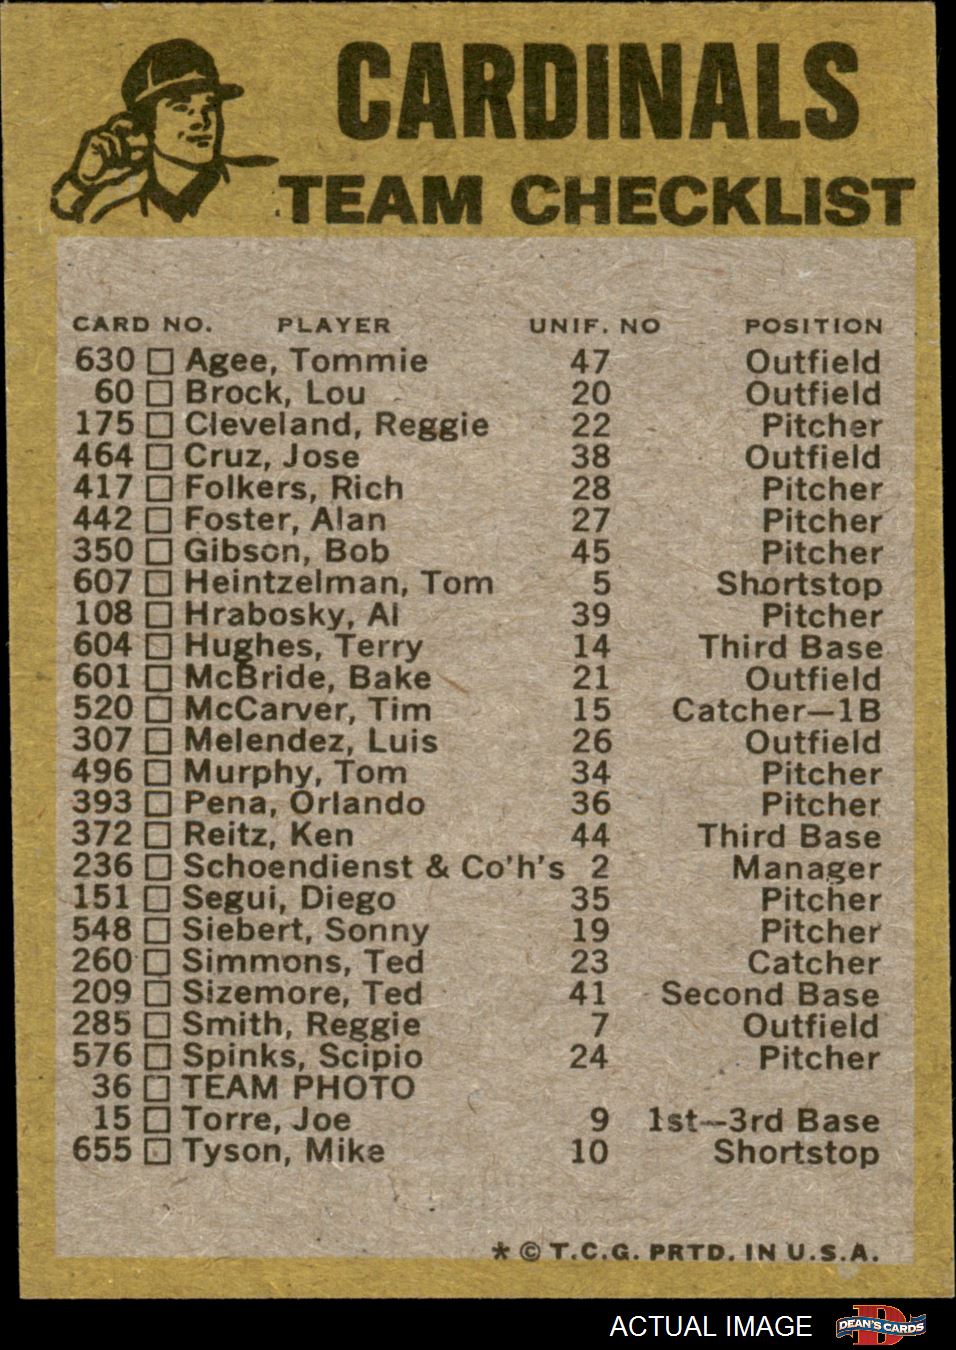 CARDINALS
TEAM CHECKLIST
CARD NO. PLAYER UNIF. NO POSITION
630 Agee, Tommie 47 Outfield
60 Brock, Lou 20 Outfield
175 Cleveland, Reggie 22 Pitcher
464 Cruz, Jose 38 Outfield
417 Folkers, Rich 28 Pitcher
442 Foster, Alan 27 Pitcher
350 Gibson, Bob 45 Pitcher
607 Heintzelman, Tom 5 Shortstop
108 Hrabosky, Al 39 Pitcher
604 Hughes, Terry 14 Third Base
601 McBride, Bake 21 Outfield
520 McCarver, Tim 15 Catcher—1B
307 Melendez, Luis 26 Outfield
496 Murphy, Tom 34 Pitcher
393 Pena, Orlando 36 Pitcher
372 Reitz, Ken 44 Third Base
236 Schoendienst & Co'h's 2 Manager
151 Segui, Diego 35 Pitcher
548 Siebert, Sonny 19 Pitcher
260 Simmons, Ted 23 Catcher
209 Sizemore, Ted 41 Second Base
285 Smith, Reggie 7 Outfield
576 Spinks, Scipio 24 Pitcher
36 TEAM PHOTO
15 Torre, Joe 9 1st—3rd Base
655 Tyson, Mike 10 Shortstop
* © T.C.G. PRTD. IN U.S.A.
ACTUAL IMAGE
DEAN'S CARDS